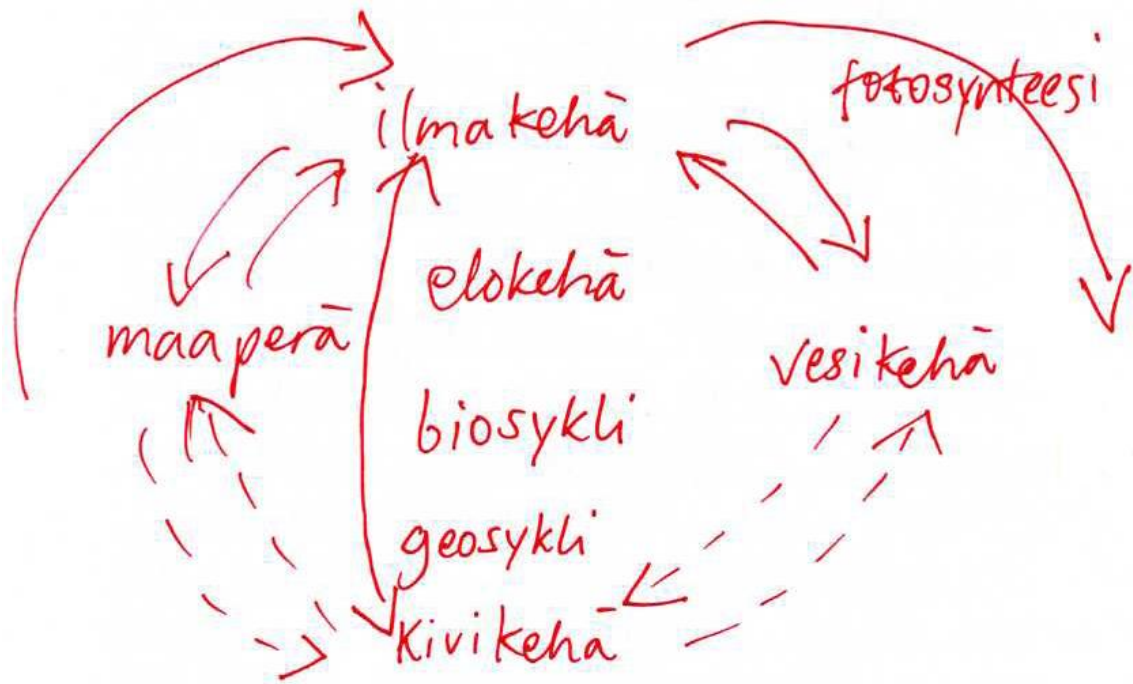 fotosynteesi
ilmakehä
elokehä
maaperä
vesikehä
biosykli
geosykli
kivikehä